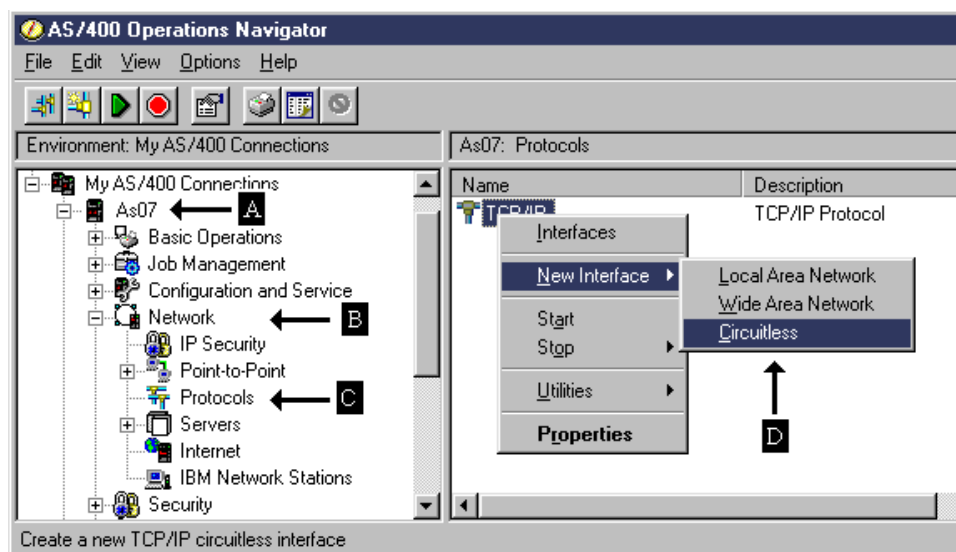 AS/400 Operations Navigator
File Edit View Options Help
Environment: My AS/400 Connections
As07: Protocols
My AS/400 Connections
As07
A
Basic Operations
Job Management
Configuration and Service
Network
B
IP Security
Point-to-Point
Protocols
C
Servers
Internet
IBM Network Stations
Security
Name Description
TCP/IP TCP/IP Protocol
Interfaces
New Interface
Start
Stop
Utilities
Properties
Local Area Network
Wide Area Network
Circuitless
D
Create a new TCP/IP circuitless interface